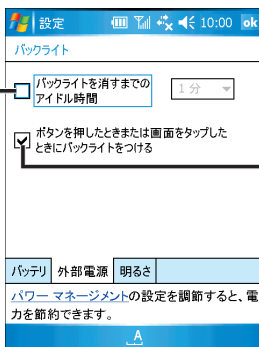 設定 10:00 ok
バックライト
バックライトを消すまでの
アイドル時間
1 分
ボタンを押したときまたは画面をタップした
ときにバックライトをつける
バッテリ 外部電源 明るさ
パワー マネージメントの設定を調節すると、電
力を節約できます。
A